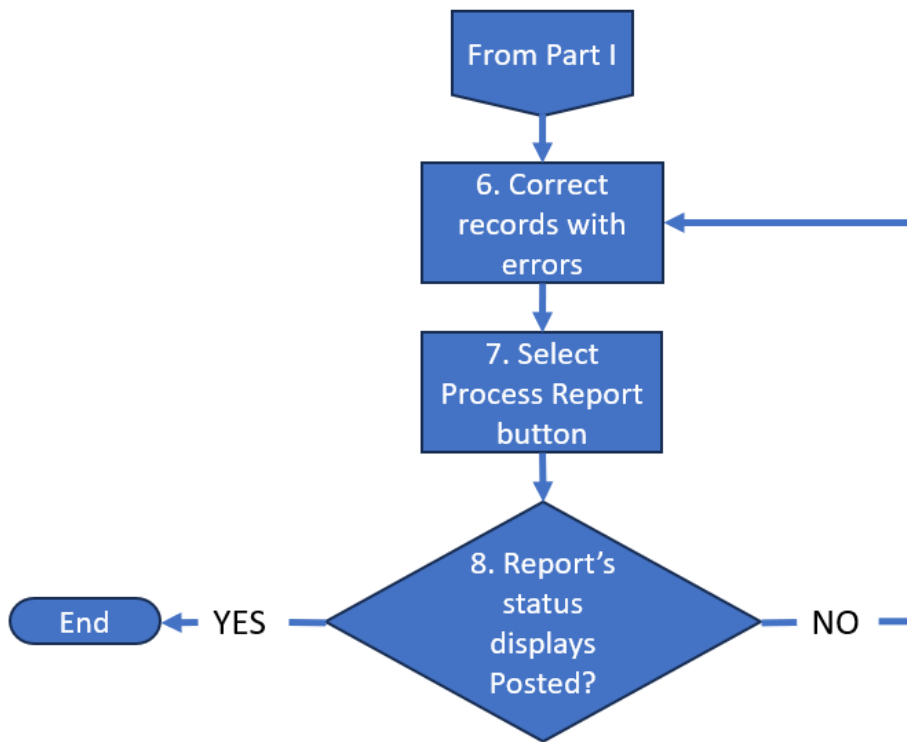 From Part I
6. Correct
records with
errors
7. Select
Process Report
button
8. Report’s
status
displays
Posted?
End
YES
NO